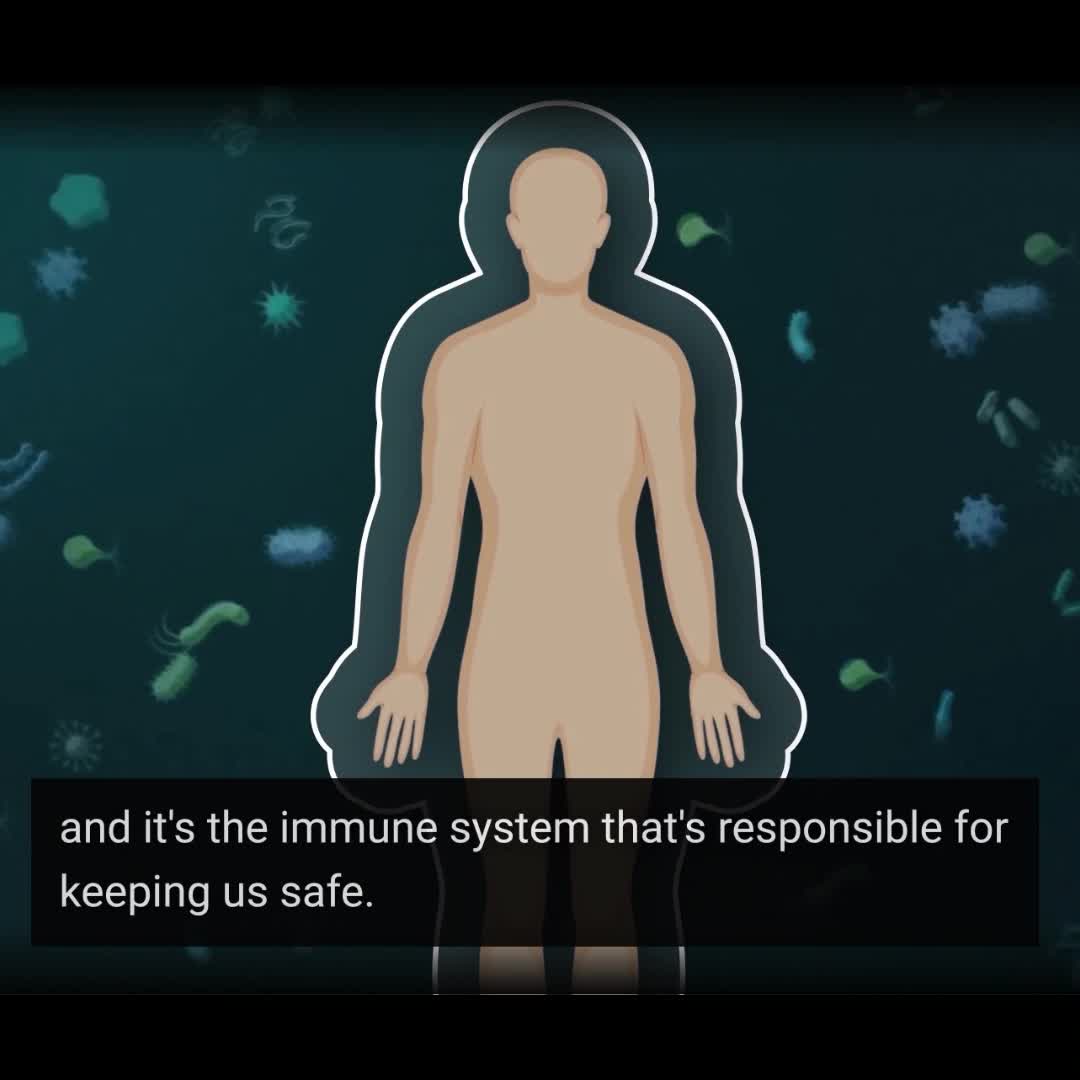 and it's the immune system that's responsible for
keeping us safe.